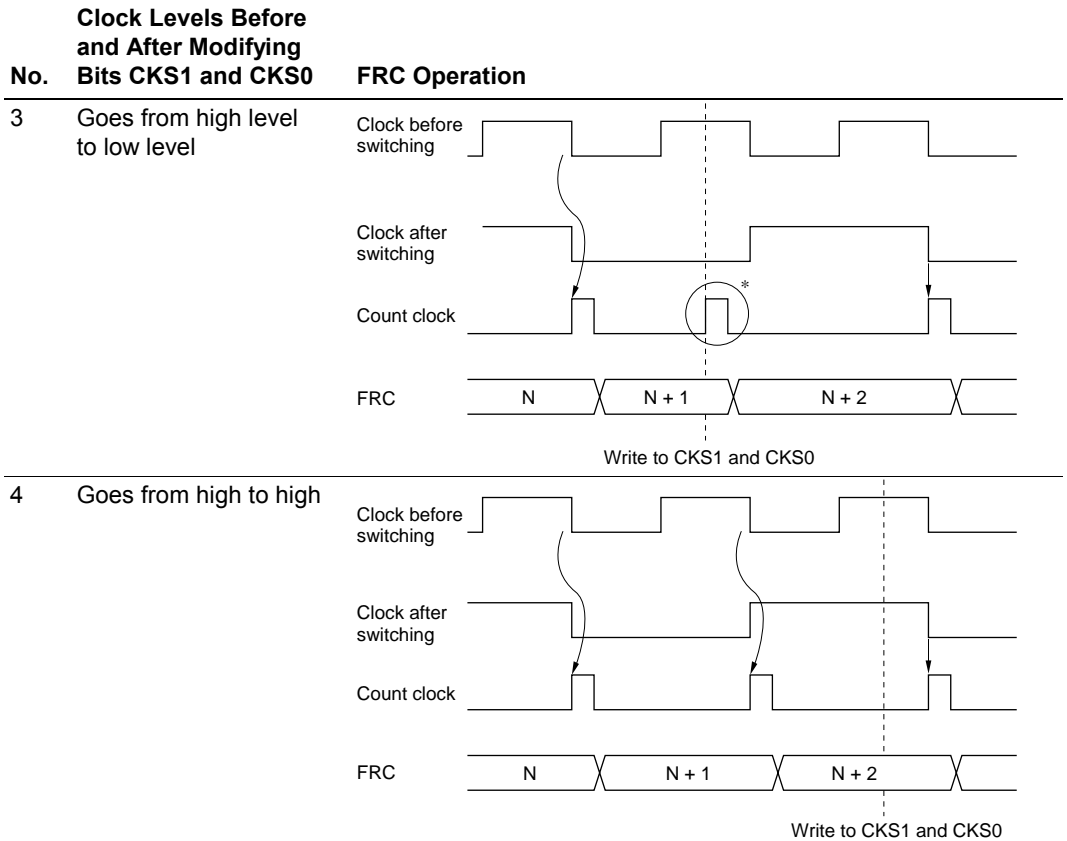 No.
Clock Levels Before
and After Modifying
Bits CKS1 and CKS0
FRC Operation
3
Goes from high level
to low level
Clock before
switching
Clock after
switching
Count clock
*
FRC
N
N + 1
N + 2
Write to CKS1 and CKS0
4
Goes from high to high
Clock before
switching
Clock after
switching
Count clock
FRC
N
N + 1
N + 2
Write to CKS1 and CKS0